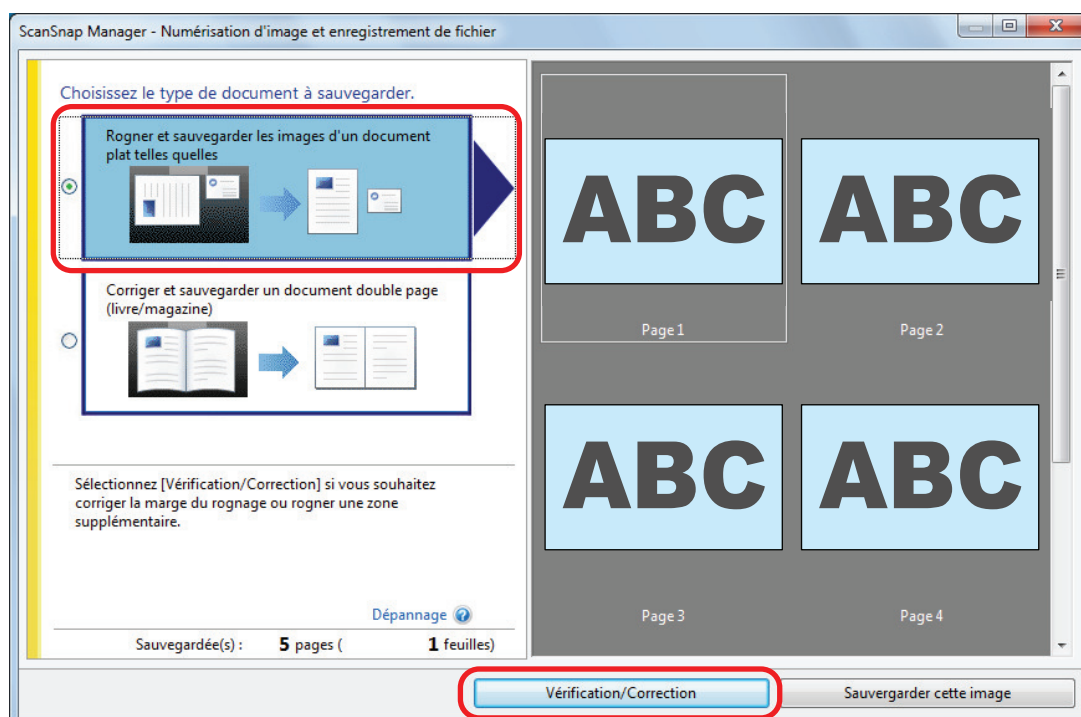 ScanSnap Manager - Numérisation d'image et enregistrement de fichier
Choisissez le type de document à sauvegarder.
Rogner et sauvegarder les images d'un document
plat telles quelles
Corriger et sauvegarder un document double page
(livre/magazine)
Sélectionnez [Vérification/Correction] si vous souhaitez
corriger la marge du rognage ou rogner une zone
supplémentaire.
Dépannage
Sauvegardée(s) : 5 pages ( 1 feuilles)
ABC ABC
Page 1 Page 2
ABC ABC
Page 3 Page 4
Vérification/Correction Sauvergarder cette image